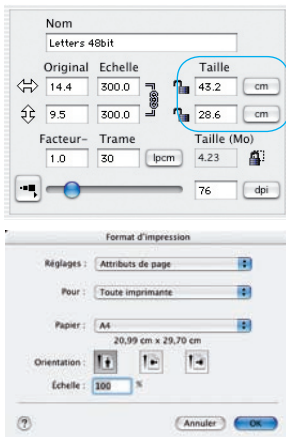 Nom
Letters 48bit
Original Echelle Taille
14.4 300.0 43.2 cm
9.5 300.0 28.6 cm
Facteur- Trame Taille (Mo)
1.0 30 lpcm 4.23
76 dpi
Format d'impression
Réglages : Attributs de page
Pour : Toute imprimante
Papier : A4
20,99 cm x 29,70 cm
Orientation :
Échelle : 100 %
? Annuler OK